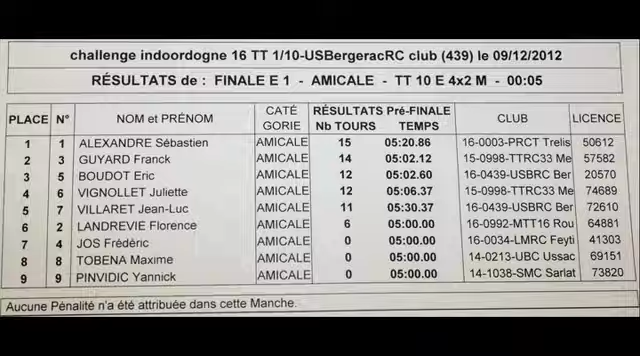 challenge indoordogne 16 TT 1/10-USBergeracRC club (439) le 09/12/2012
RÉSULTATS de : FINALE E 1 - AMICALE - TT 10 E 4x2 M - 00:05
PLACE N° NOM et PRÉNOM CATÉ GORIE RÉSULTATS Pré-FINALE CLUB LICENCE
Nb TOURS TEMPS
1 1 ALEXANDRE Sébastien AMICALE 15 05:20.86 16-0003-PRCT Trelis 50612
2 3 GUYARD Franck AMICALE 14 05:02.12 15-0998-TTRC33 Me 57582
3 5 BOUDOT Eric AMICALE 12 05:02.60 16-0439-USBRC Ber 20570
4 6 VIGNOLLET Juliette AMICALE 12 05:06.37 15-0998-TTRC33 Me 74689
5 7 VILLARET Jean-Luc AMICALE 11 05:30.37 16-0439-USBRC Ber 72610
6 2 LANDREVIE Florence AMICALE 6 05:00.00 16-0992-MTT16 Rou 64881
7 4 JOS Frédéric AMICALE 0 05:00.00 16-0034-LMRC Feyti 41303
8 8 TOBENA Maxime AMICALE 0 05:00.00 14-0213-UBC Ussac 69151
9 9 PINVIDIC Yannick AMICALE 0 05:00.00 14-1038-SMC Sarlat 73820
Aucune Pénalité n'a été attribuée dans cette Manche.